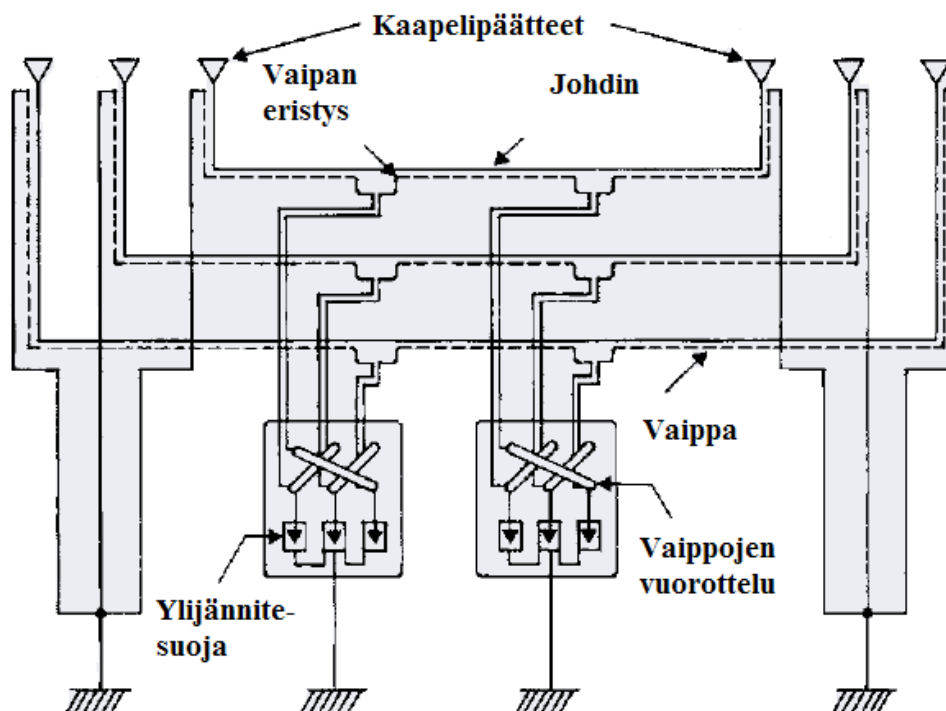 Kaapelipäätteet
Vaipan
eristys
Johdin
Vaippa
Ylijännite-
suoja
Vaippojen
vuorottelu